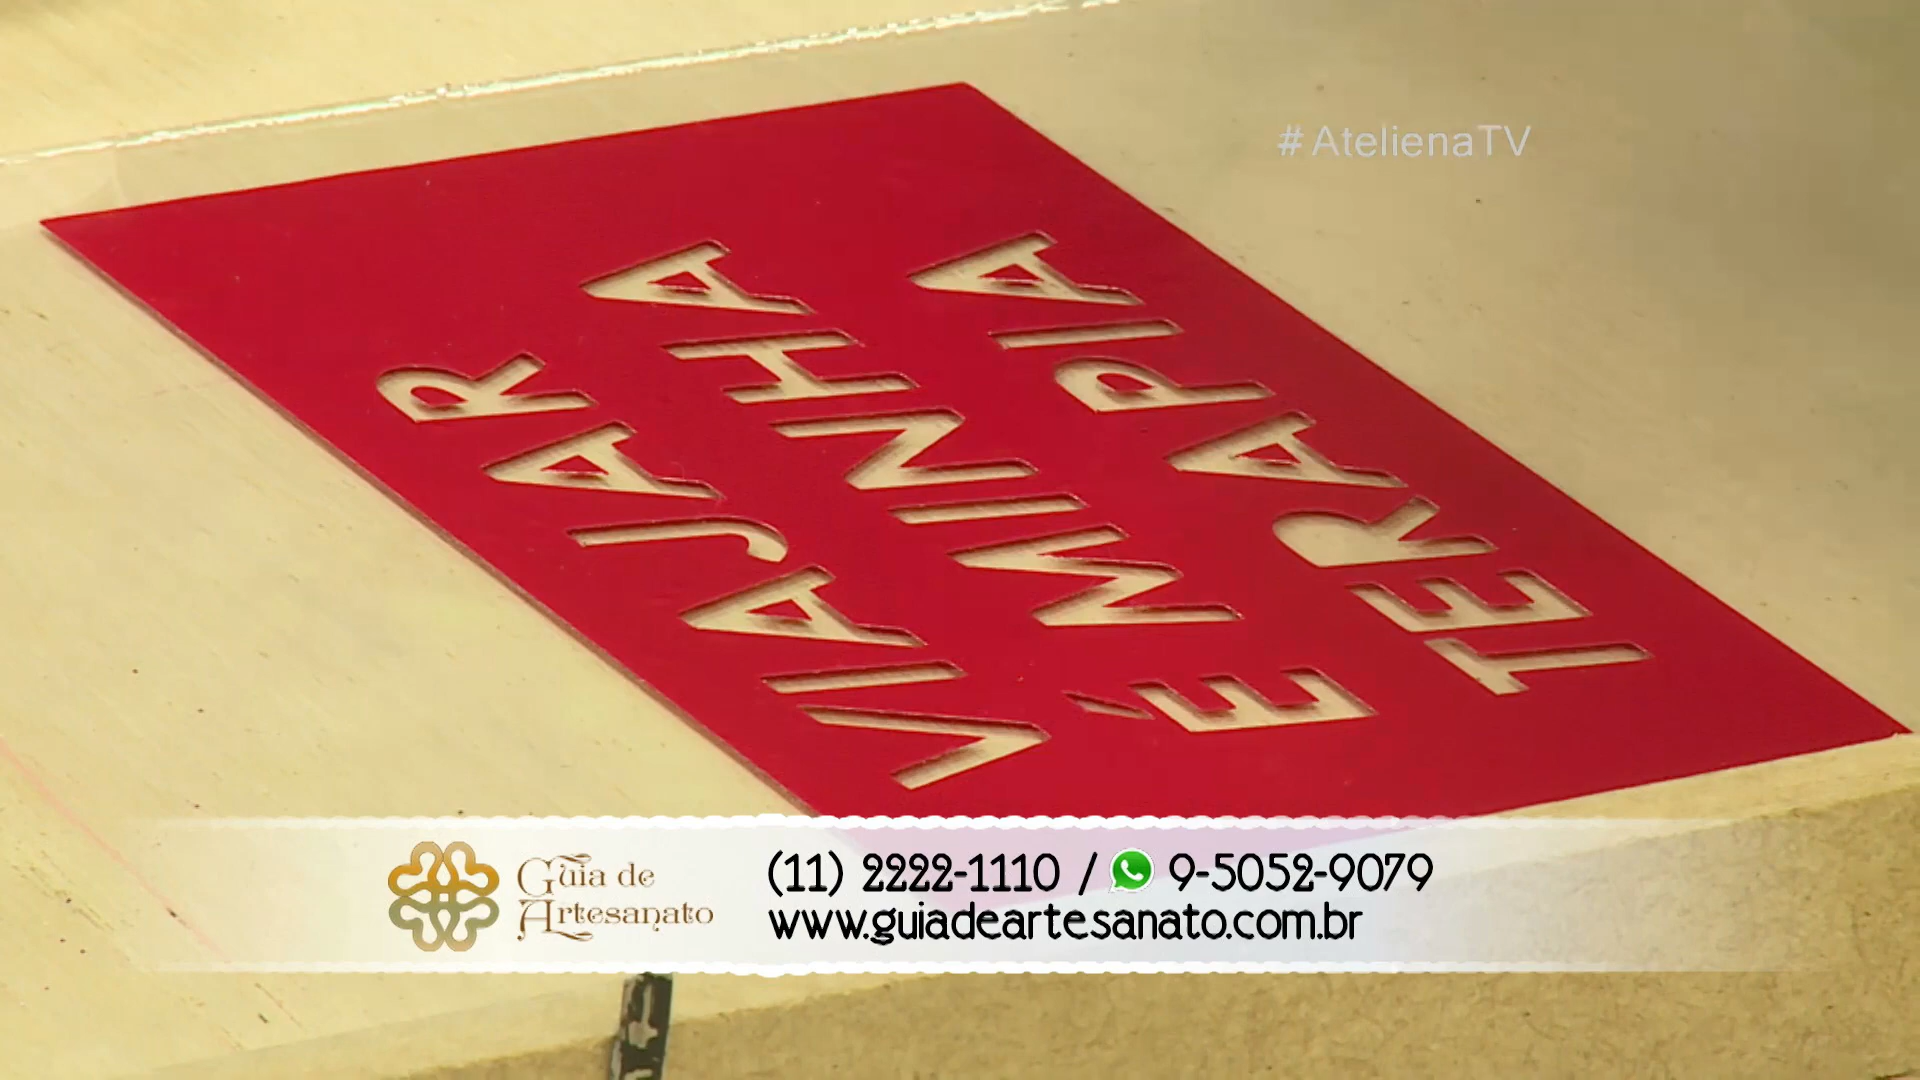 #AtelienaTV
VIAJAR
É MINHA
TERAPIA
Guia de
Artesanato
(11) 2222-1110 / 9-5052-9079
www.guiadeartesanato.com.br